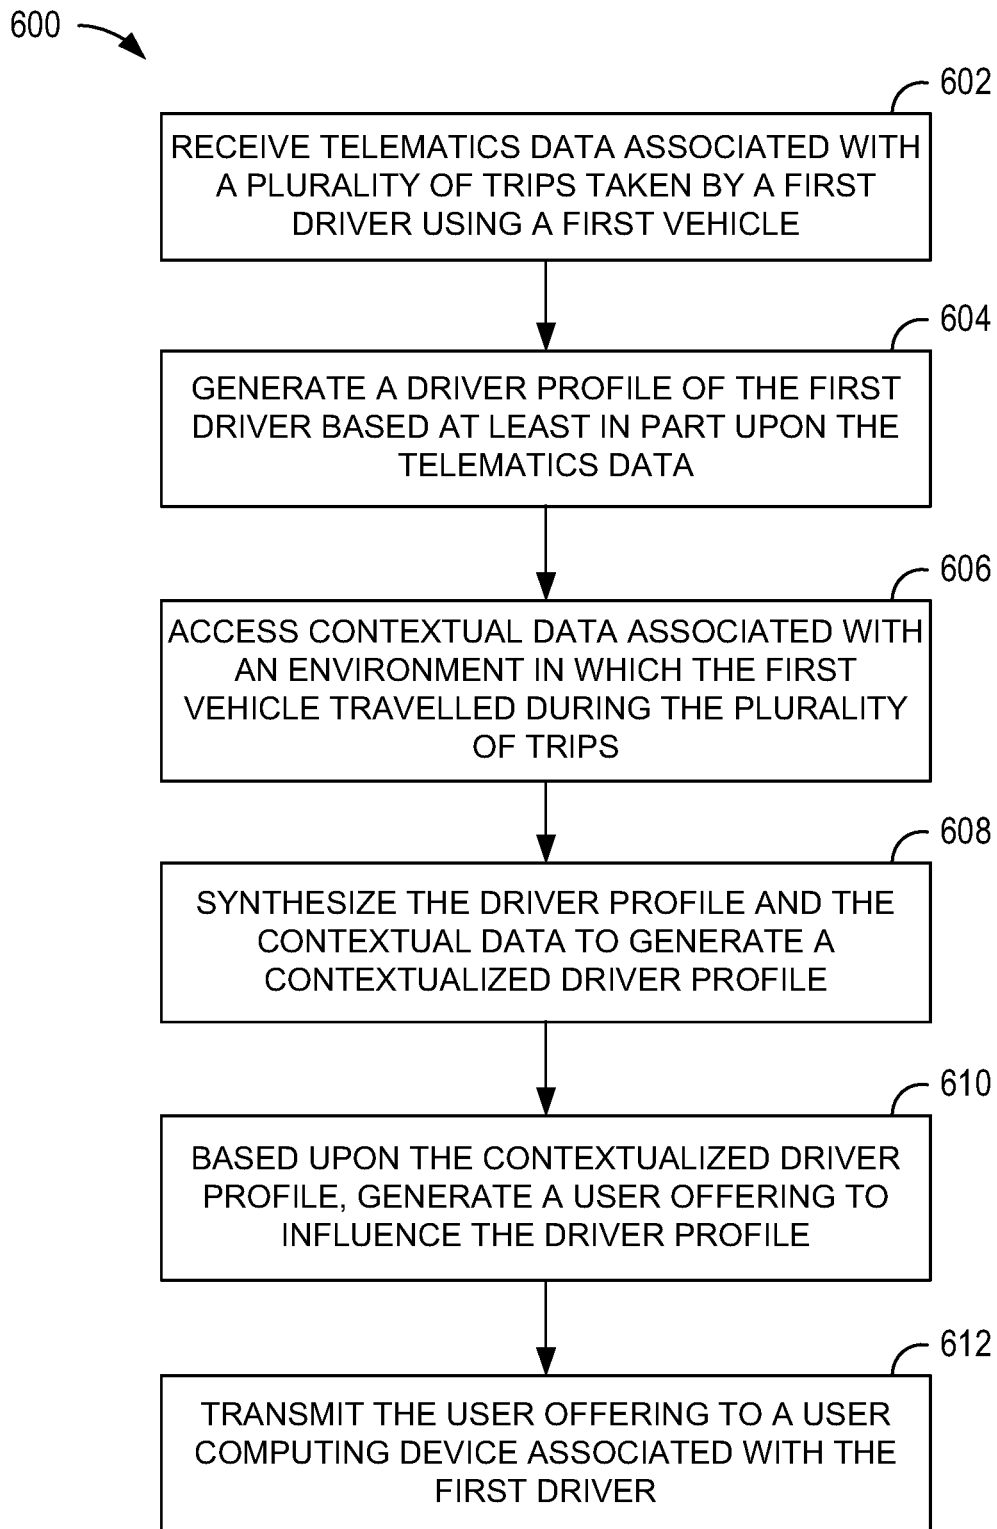 600
602
RECEIVE TELEMATICS DATA ASSOCIATED WITH
A PLURALITY OF TRIPS TAKEN BY A FIRST
DRIVER USING A FIRST VEHICLE
604
GENERATE A DRIVER PROFILE OF THE FIRST
DRIVER BASED AT LEAST IN PART UPON THE
TELEMATICS DATA
606
ACCESS CONTEXTUAL DATA ASSOCIATED WITH
AN ENVIRONMENT IN WHICH THE FIRST
VEHICLE TRAVELLED DURING THE PLURALITY
OF TRIPS
608
SYNTHESIZE THE DRIVER PROFILE AND THE
CONTEXTUAL DATA TO GENERATE A
CONTEXTUALIZED DRIVER PROFILE
610
BASED UPON THE CONTEXTUALIZED DRIVER
PROFILE, GENERATE A USER OFFERING TO
INFLUENCE THE DRIVER PROFILE
612
TRANSMIT THE USER OFFERING TO A USER
COMPUTING DEVICE ASSOCIATED WITH THE
FIRST DRIVER